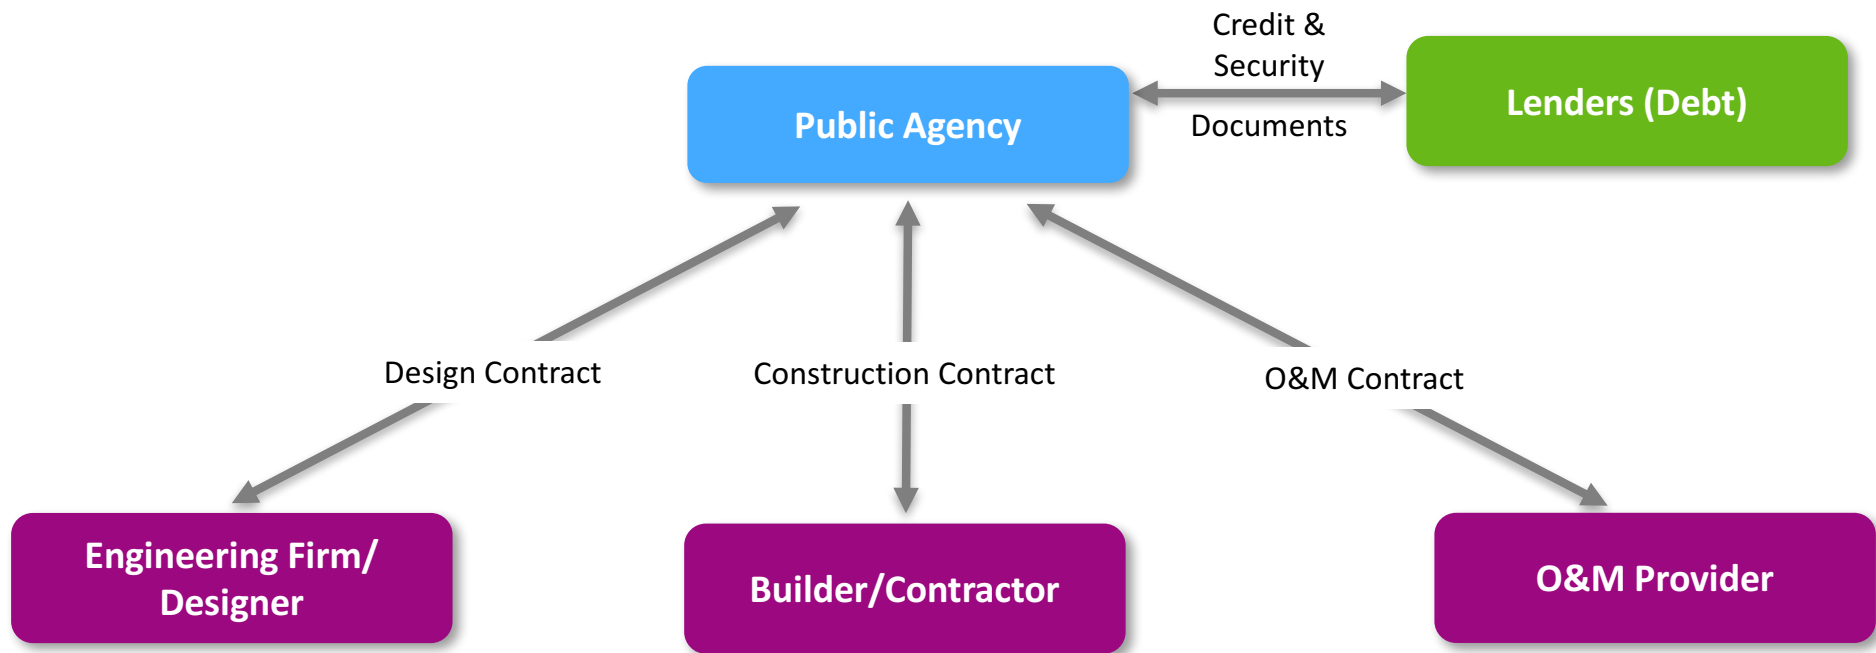 Credit &
Security
Documents
Public Agency
Lenders (Debt)
Design Contract
Construction Contract
O&M Contract
Engineering Firm/
Designer
Builder/Contractor
O&M Provider